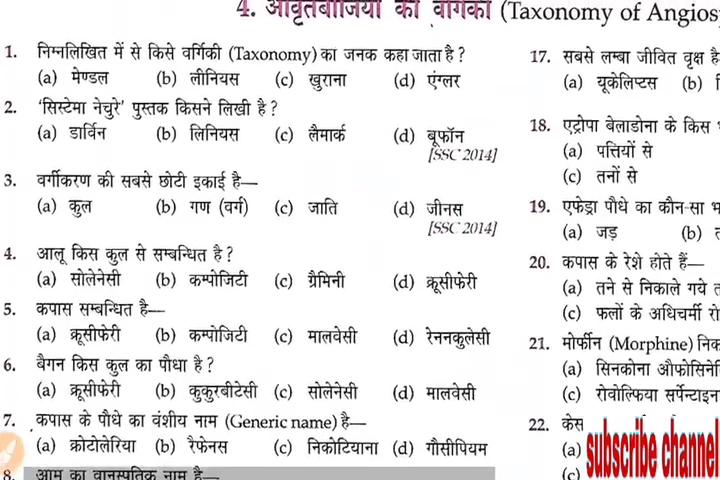 4. आवृतबीजियों की वर्गिकी (Taxonomy of Angios
1. निम्नलिखित में से किसे वर्गिकी (Taxonomy) का जनक कहा जाता है?
(a) मेण्डल (b) लीनियस (c) खुराना (d) एंग्लर
2. ‘सिस्टेमा नेचुरे’ पुस्तक किसने लिखी है?
(a) डार्विन (b) लिनियस (c) लैमार्क (d) बूफॉन
[SSC 2014]
3. वर्गीकरण की सबसे छोटी इकाई है—
(a) कुल (b) गण (वर्ग) (c) जाति (d) जीनस
[SSC 2014]
4. आलू किस कुल से सम्बन्धित है?
(a) सोलेनेसी (b) कम्पोजिटी (c) ग्रैमिनी (d) क्रूसीफेरी
5. कपास सम्बन्धित है—
(a) क्रूसीफेरी (b) कम्पोजिटी (c) मालवेसी (d) रेननकुलेसी
6. बैगन किस कुल का पौधा है?
(a) क्रूसीफेरी (b) कुकुरबीटेसी (c) सोलेनेसी (d) मालवेसी
7. कपास के पौधे का वंशीय नाम (Generic name) है—
(a) क्रोटोलेरिया (b) रैफेनस (c) निकोटियाना (d) गौसीपियम
8. आम का वानस्पतिक नाम है—
17. सबसे लम्बा जीवित वृक्ष है
(a) यूकेलिप्टस (b)
18. एट्रोपा बेलाडोना के किस
(a) पत्तियों से
(c) तनों से
19. एफेड्रा पौधे का कौन-सा
(a) जड़ (b)
20. कपास के रेशे होते हैं—
(a) तने से निकाले गये
(c) फलों के अधिचर्मी रो
21. मोर्फीन (Morphine) निक
(a) सिनकोना औफोसिने
(c) रोवोल्फिया सर्पेन्टाइन
22. केस
(a)
(c)
subscribe channel